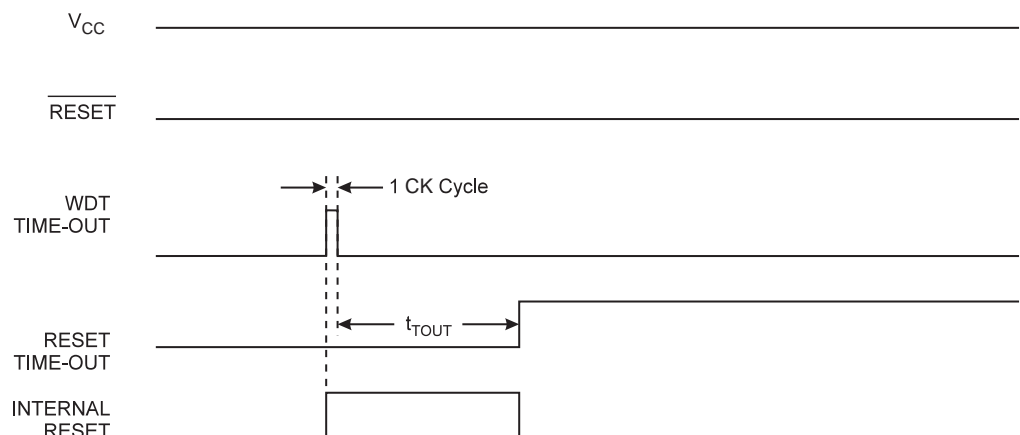 VCC
RESET
1 CK Cycle
WDT
TIME-OUT
tTOUT
RESET
TIME-OUT
INTERNAL
RESET